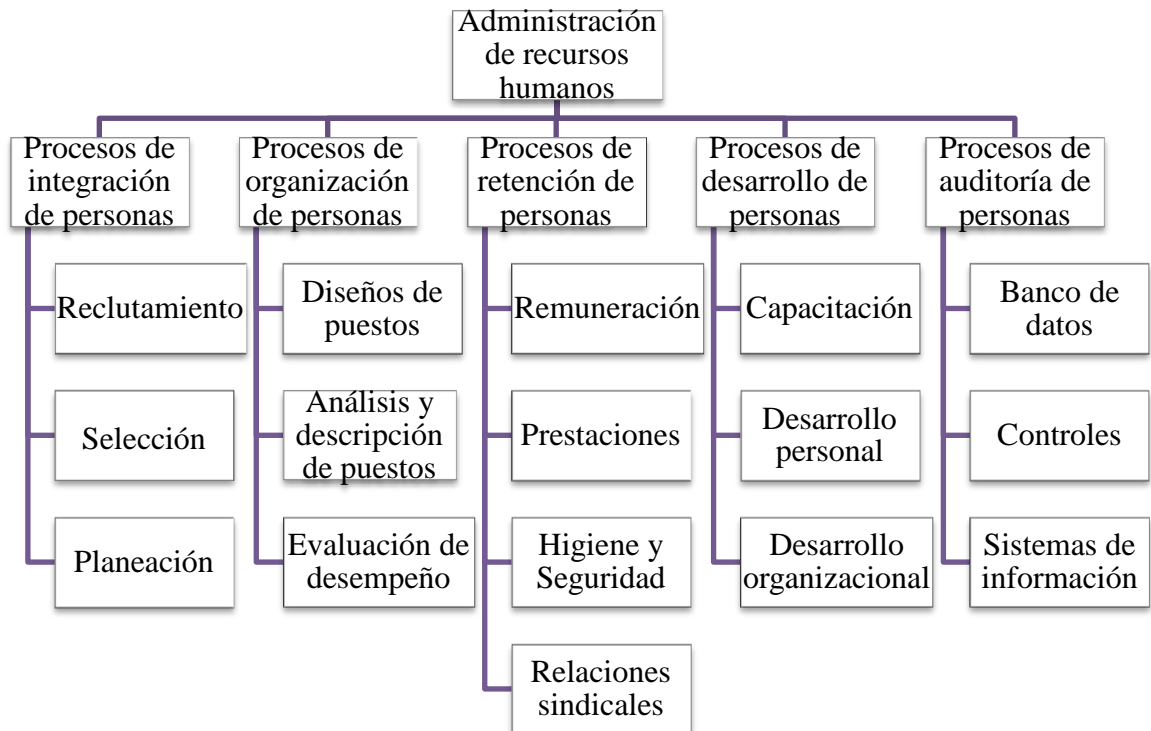 Administración
de recursos
humanos
Procesos de
integración
de personas
Reclutamiento
Selección
Planeación
Procesos de
organización
de personas
Diseños de
puestos
Análisis y
descripción
de puestos
Evaluación de
desempeño
Procesos de
retención de
personas
Remuneración
Prestaciones
Higiene y
Seguridad
Relaciones
sindicales
Procesos de
desarrollo de
personas
Capacitación
Desarrollo
personal
Desarrollo
organizacional
Procesos de
auditoría de
personas
Banco de
datos
Controles
Sistemas de
información